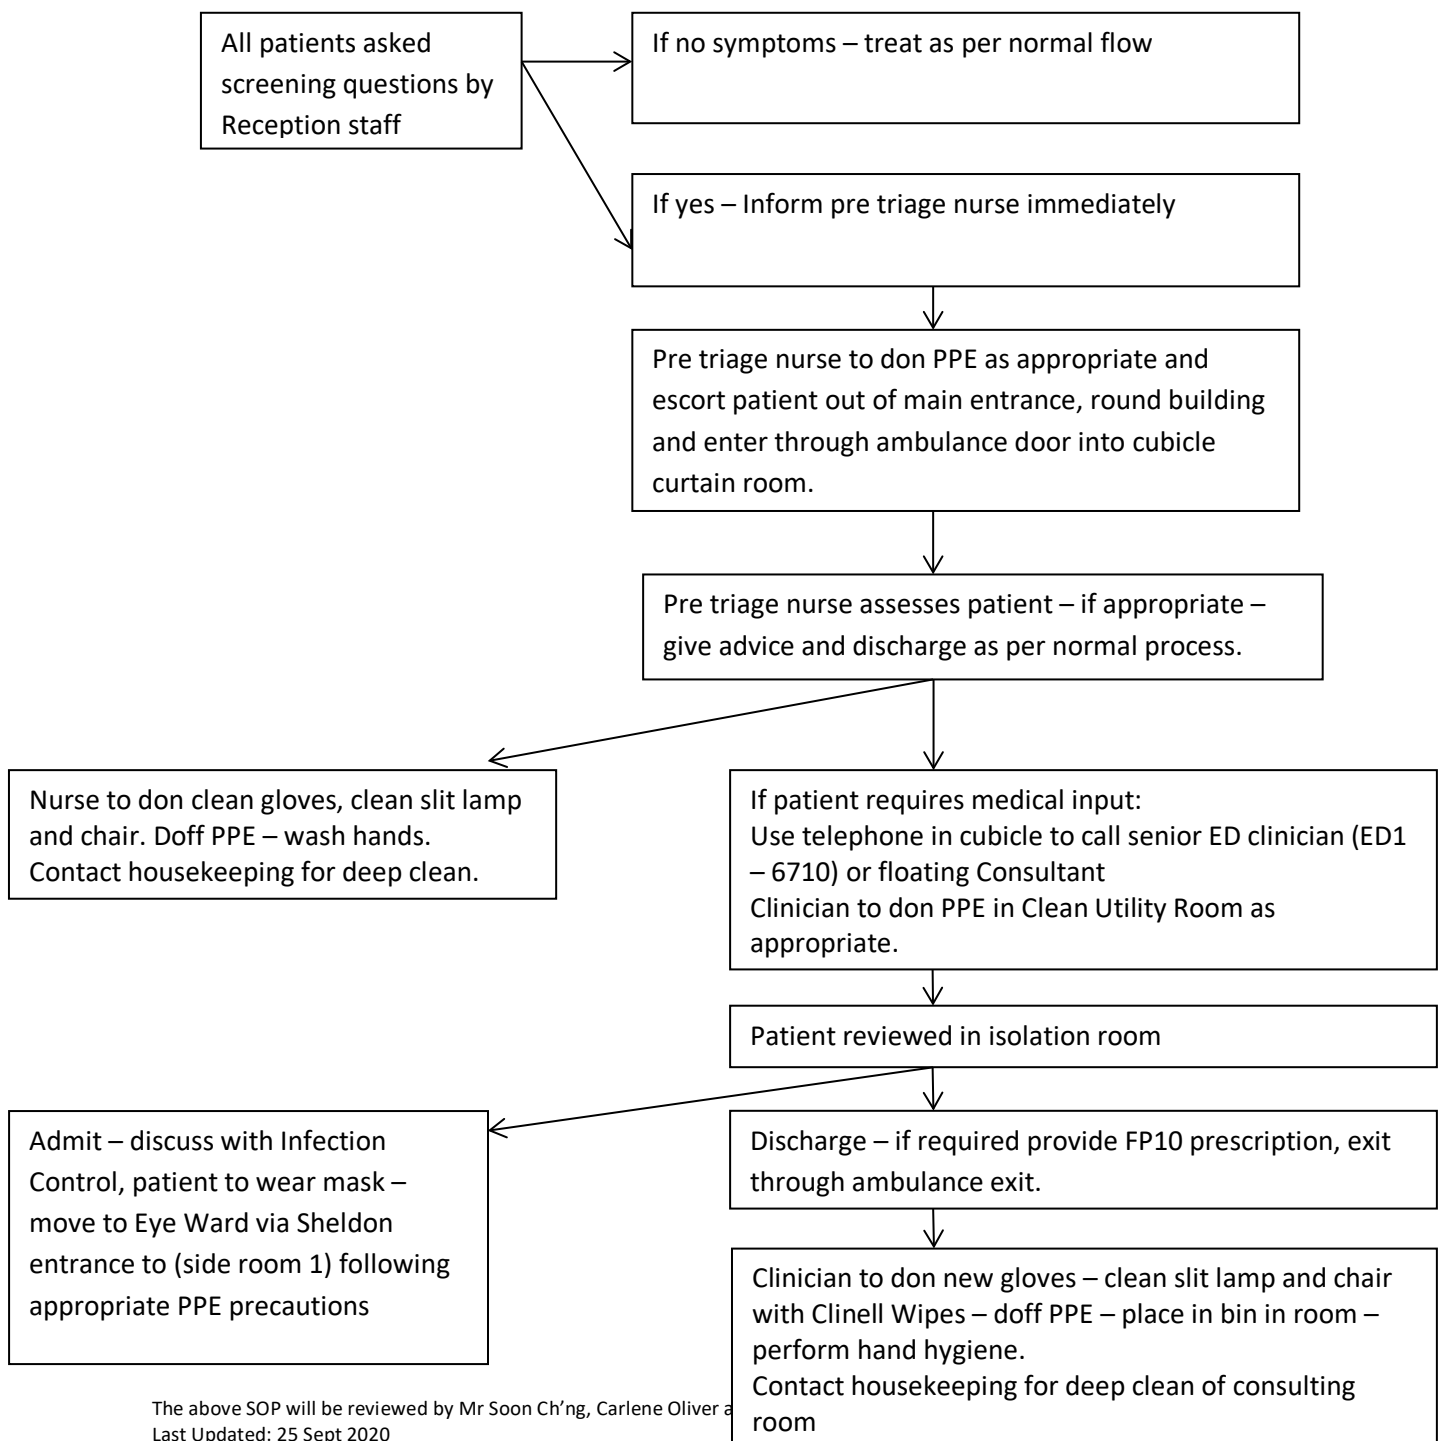 All patients asked
screening questions by
Reception staff
If no symptoms – treat as per normal flow
If yes – Inform pre triage nurse immediately
Pre triage nurse to don PPE as appropriate and
escort patient out of main entrance, round building
and enter through ambulance door into cubicle
curtain room.
Pre triage nurse assesses patient – if appropriate –
give advice and discharge as per normal process.
Nurse to don clean gloves, clean slit lamp
and chair. Doff PPE – wash hands.
Contact housekeeping for deep clean.
If patient requires medical input:
Use telephone in cubicle to call senior ED clinician (ED1
– 6710) or floating Consultant
Clinician to don PPE in Clean Utility Room as
appropriate.
Patient reviewed in isolation room
Admit – discuss with Infection
Control, patient to wear mask –
move to Eye Ward via Sheldon
entrance to (side room 1) following
appropriate PPE precautions
Discharge – if required provide FP10 prescription, exit
through ambulance exit.
Clinician to don new gloves – clean slit lamp and chair
with Clinell Wipes – doff PPE – place in bin in room –
perform hand hygiene.
Contact housekeeping for deep clean of consulting
room
The above SOP will be reviewed by Mr Soon Ch'ng, Carlene Oliver
Last Updated: 25 Sept 2020